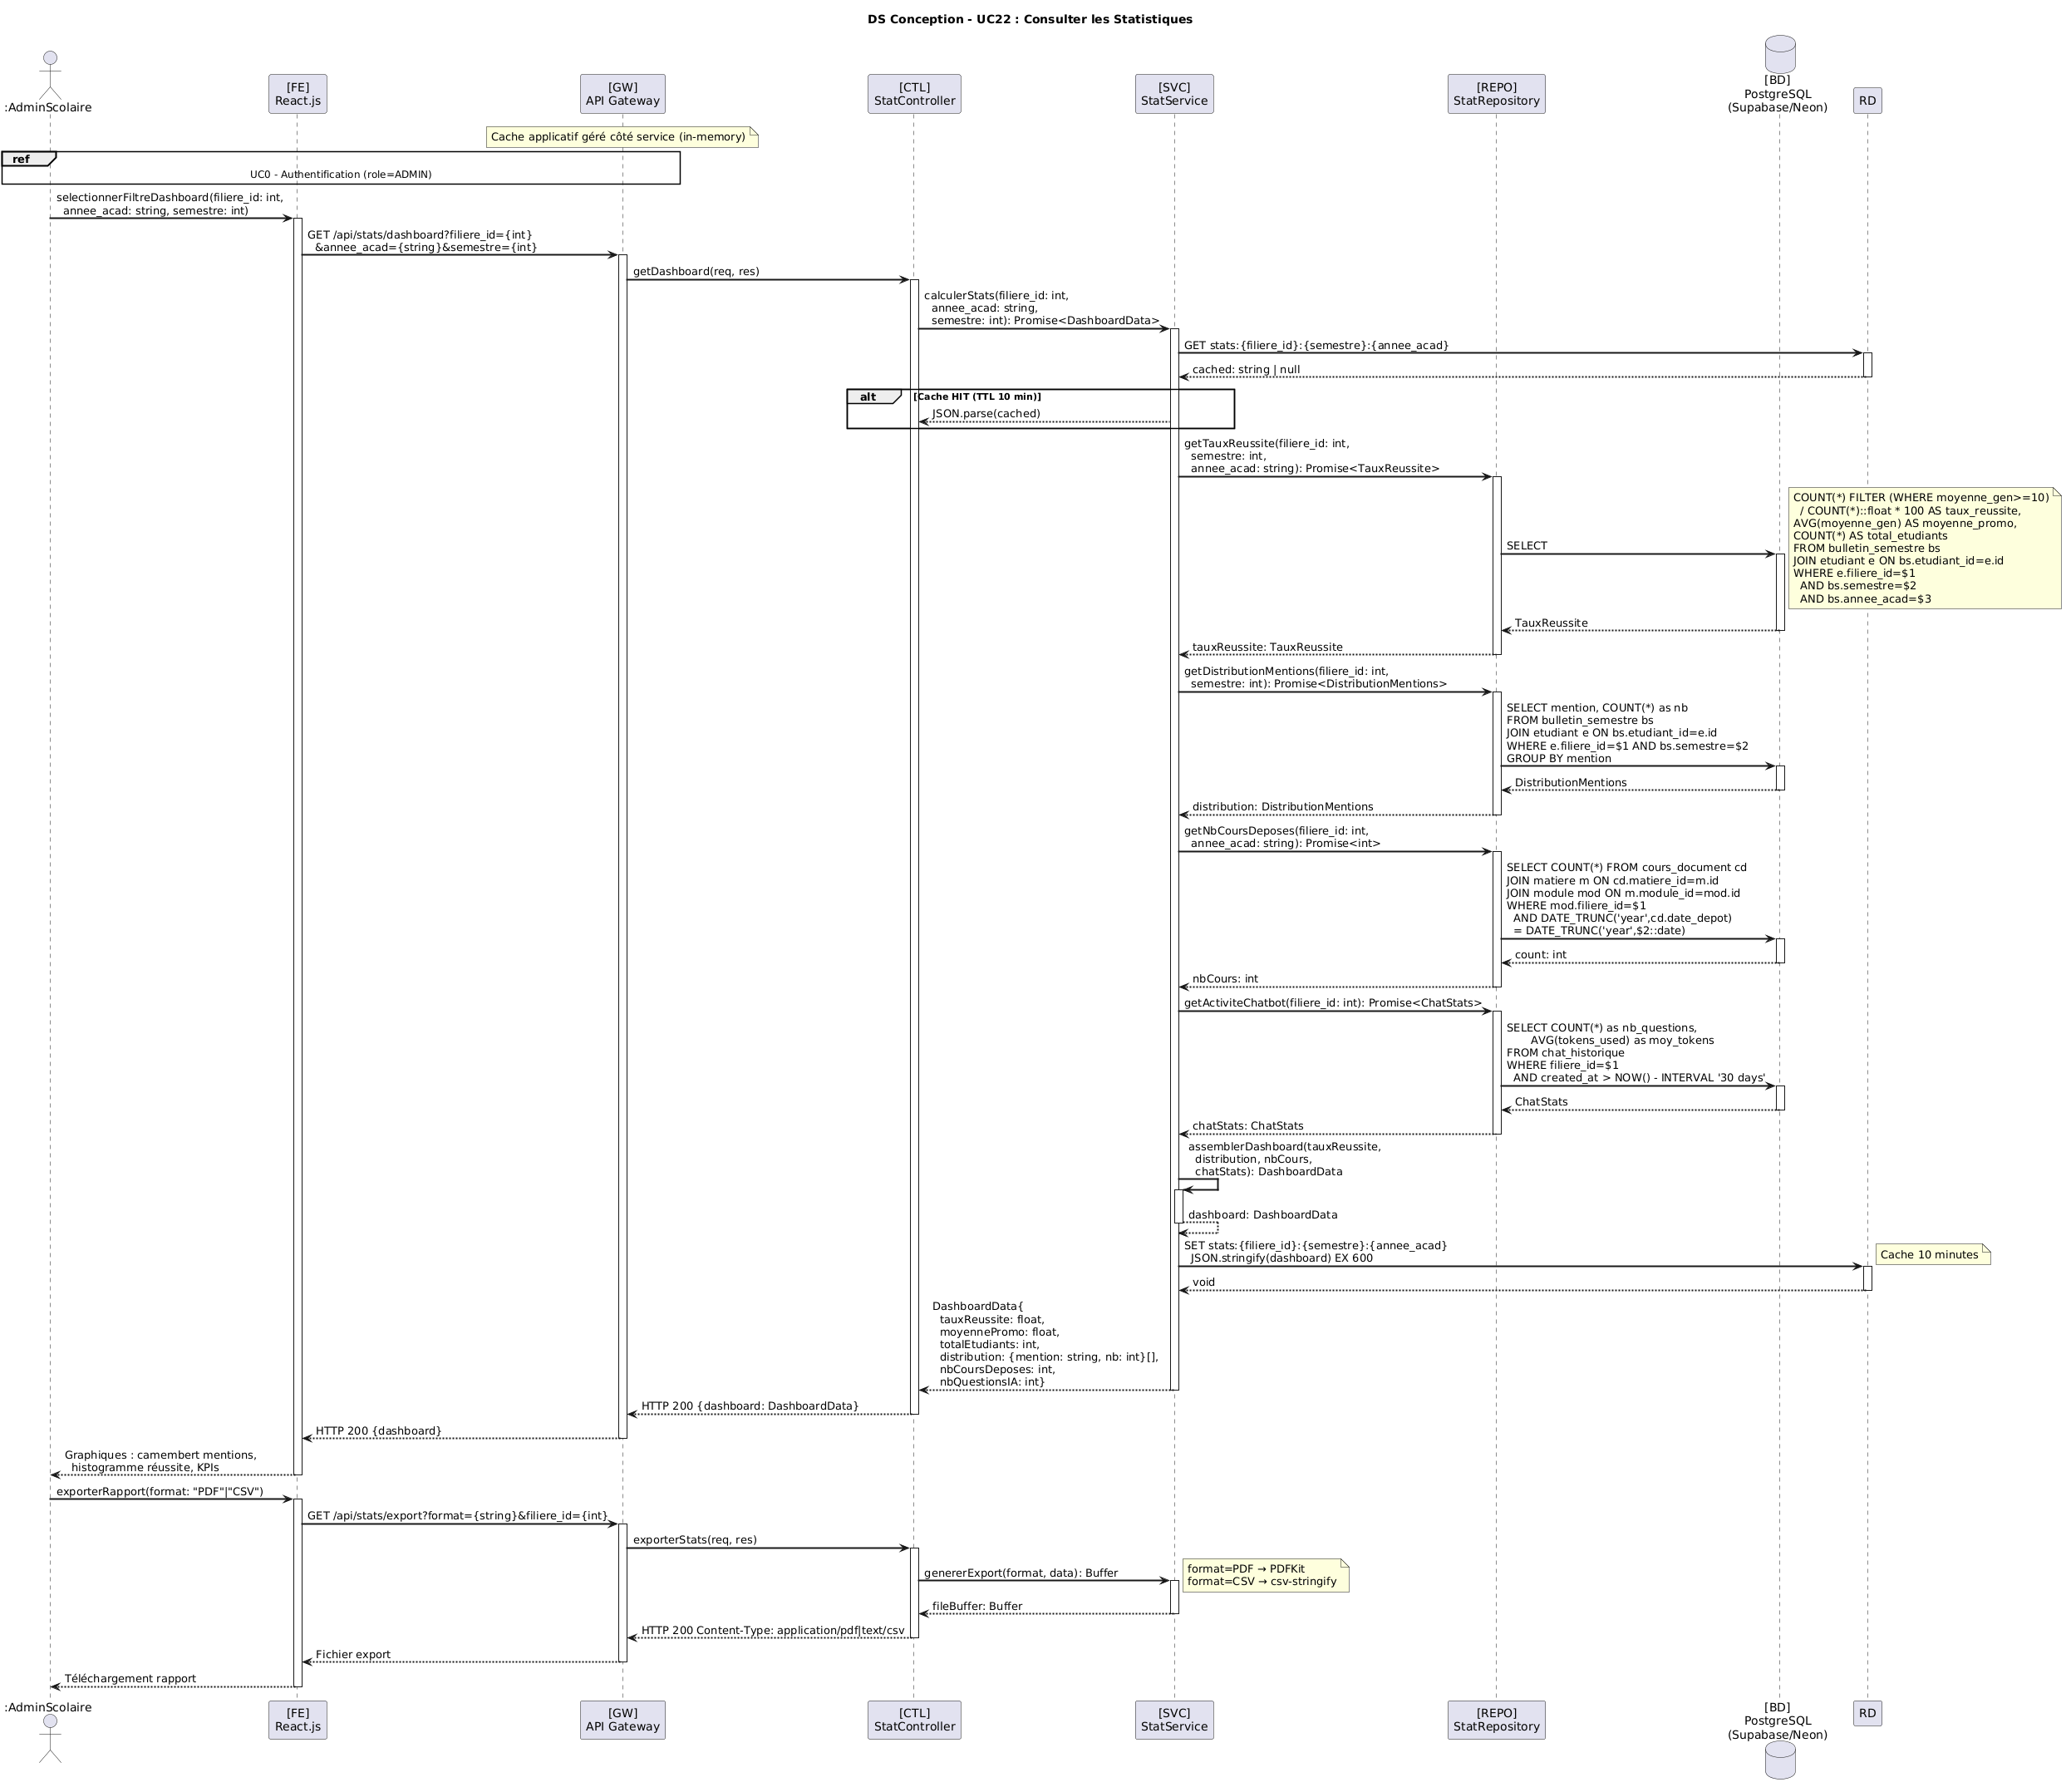 DS Conception - UC22 : Consulter les Statistiques
:AdminScolaire
[FE]
React.js
[GW]
API Gateway
[CTL]
StatController
[SVC]
StatService
[REPO]
StatRepository
[BD]
PostgreSQL
(Supabase/Neon)
RD
Cache applicatif géré côté service (in-memory)
ref
UC0 - Authentification (role=ADMIN)
selectionnerFiltreDashboard(filiere_id: int,
annee_acad: string, semestre: int)
GET /api/stats/dashboard?filiere_id={int}
&annee_acad={string}&semestre={int}
getDashboard(req, res)
calculerStats(filiere_id: int,
annee_acad: string,
semestre: int): Promise<DashboardData>
GET stats:{filiere_id}:{semestre}:{annee_acad}
cached: string | null
alt
[Cache HIT (TTL 10 min)]
JSON.parse(cached)
getTauxReussite(filiere_id: int,
semestre: int,
annee_acad: string): Promise<TauxReussite>
COUNT(*) FILTER (WHERE moyenne_gen>=10)
/ COUNT(*)::float * 100 AS taux_reussite,
AVG(moyenne_gen) AS moyenne_promo,
COUNT(*) AS total_etudiants
FROM bulletin_semestre bs
JOIN etudiant e ON bs.etudiant_id=e.id
WHERE e.filiere_id=$1
AND bs.semestre=$2
AND bs.annee_acad=$3
SELECT
TauxReussite
tauxReussite: TauxReussite
getDistributionMentions(filiere_id: int,
semestre: int): Promise<DistributionMentions>
SELECT mention, COUNT(*) as nb
FROM bulletin_semestre bs
JOIN etudiant e ON bs.etudiant_id=e.id
WHERE e.filiere_id=$1 AND bs.semestre=$2
GROUP BY mention
DistributionMentions
distribution: DistributionMentions
getNbCoursDeposes(filiere_id: int,
annee_acad: string): Promise<int>
SELECT COUNT(*) FROM cours_document cd
JOIN matiere m ON cd.matiere_id=m.id
JOIN module mod ON m.module_id=mod.id
WHERE mod.filiere_id=$1
AND DATE_TRUNC('year',cd.date_depot)
= DATE_TRUNC('year',$2::date)
count: int
nbCours: int
getActiviteChatbot(filiere_id: int): Promise<ChatStats>
SELECT COUNT(*) as nb_questions,
AVG(tokens_used) as moy_tokens
FROM chat_historique
WHERE filiere_id=$1
AND created_at > NOW() - INTERVAL '30 days'
ChatStats
chatStats: ChatStats
assemblerDashboard(tauxReussite,
distribution, nbCours,
chatStats): DashboardData
dashboard: DashboardData
SET stats:{filiere_id}:{semestre}:{annee_acad}
JSON.stringify(dashboard) EX 600
Cache 10 minutes
void
DashboardData{
tauxReussite: float,
moyennePromo: float,
totalEtudiants: int,
distribution: {mention: string, nb: int}[],
nbCoursDeposes: int,
nbQuestionsIA: int}
HTTP 200 {dashboard: DashboardData}
HTTP 200 {dashboard}
Graphiques : camembert mentions,
histogramme réussite, KPIs
exporterRapport(format: "PDF"|"CSV")
GET /api/stats/export?format={string}&filiere_id={int}
exporterStats(req, res)
genererExport(format, data): Buffer
format=PDF → PDFKit
format=CSV → csv-stringify
fileBuffer: Buffer
HTTP 200 Content-Type: application/pdf|text/csv
Fichier export
Téléchargement rapport
:AdminScolaire
[FE]
React.js
[GW]
API Gateway
[CTL]
StatController
[SVC]
StatService
[REPO]
StatRepository
[BD]
PostgreSQL
(Supabase/Neon)
RD